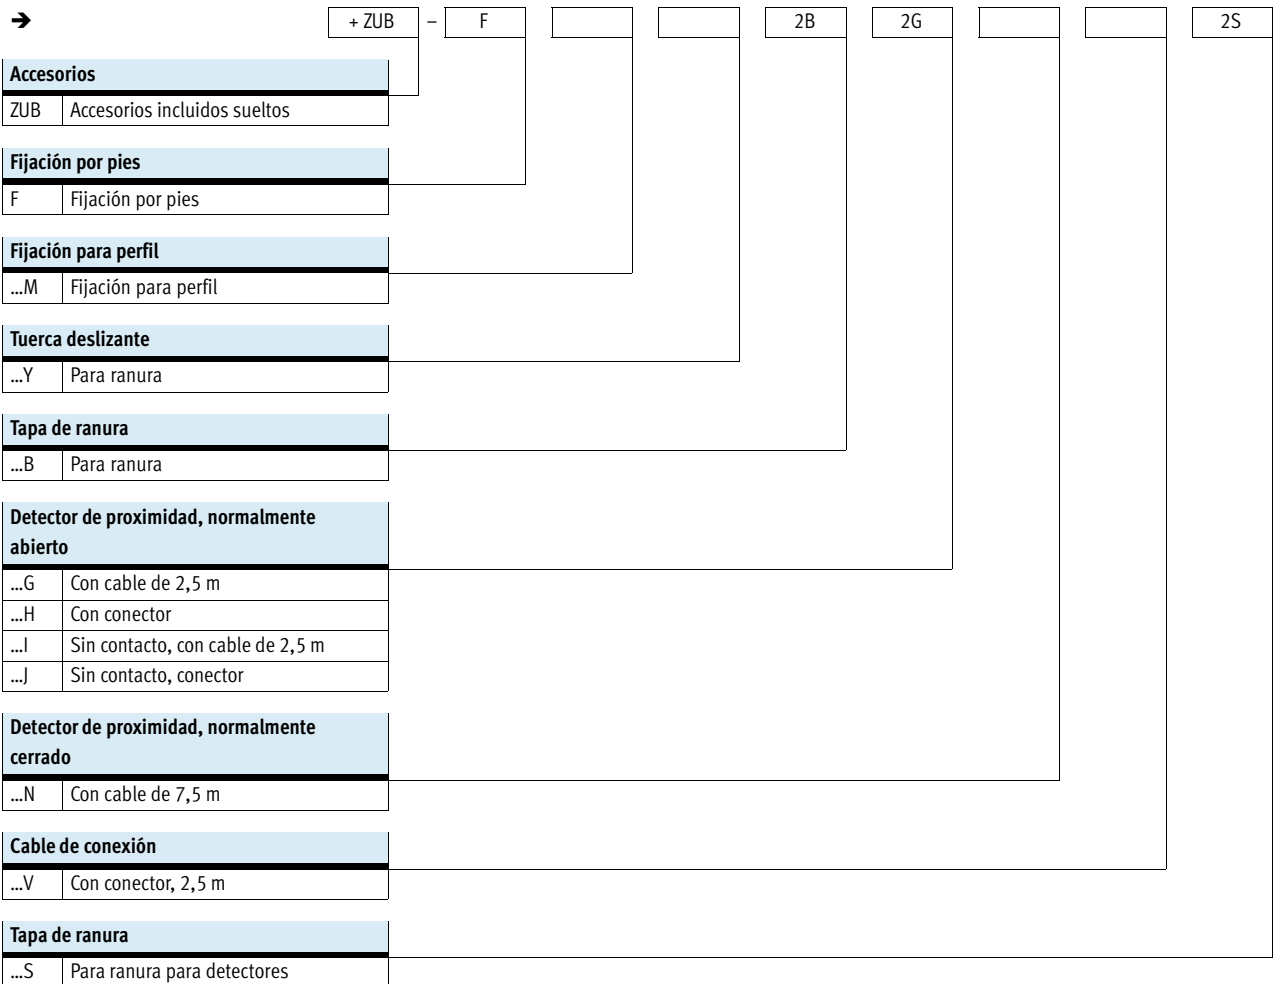 ➔ + ZUB – F 2B 2G 2S
Accesorios
ZUB Accesorios incluidos sueltos
Fijación por pies
F Fijación por pies
Fijación para perfil
...M Fijación para perfil
Tuerca deslizante
...Y Para ranura
Tapa de ranura
...B Para ranura
Detector de proximidad, normalmente
abierto
...G Con cable de 2,5 m
...H Con conector
...I Sin contacto, con cable de 2,5 m
...J Sin contacto, conector
Detector de proximidad, normalmente
cerrado
...N Con cable de 7,5 m
Cable de conexión
...V Con conector, 2,5 m
Tapa de ranura
...S Para ranura para detectores